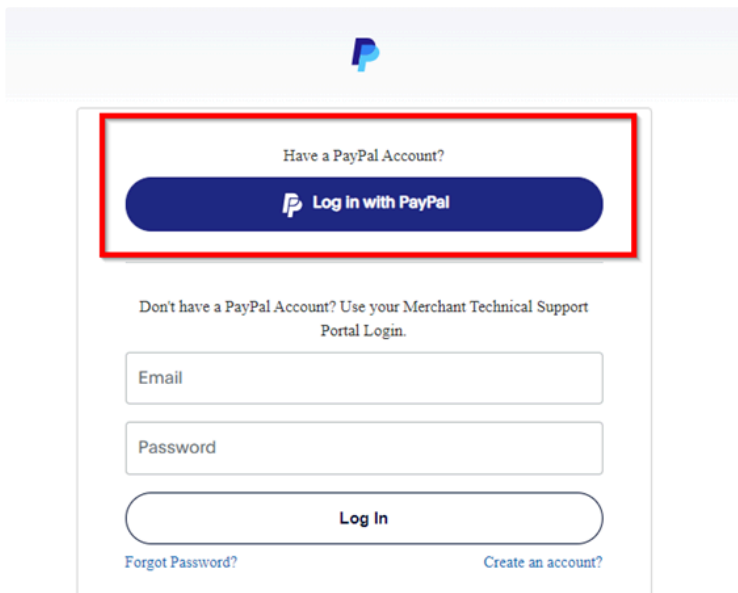 Have a PayPal Account?
Log in with PayPal
Don't have a PayPal Account? Use your Merchant Technical Support
Portal Login.
Email
Password
Log In
Forgot Password?
Create an account?